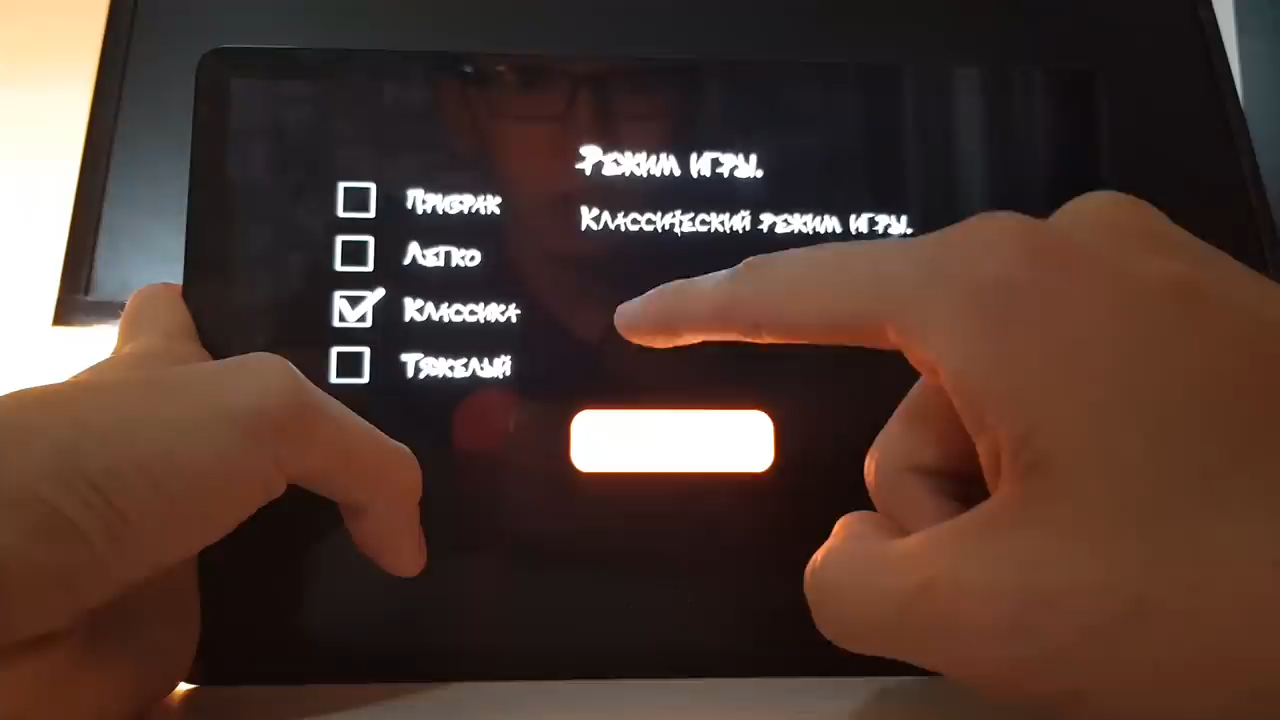 Режим игры.
Призрак
Классический режим игры.
Легко
Классика
Тяжелый